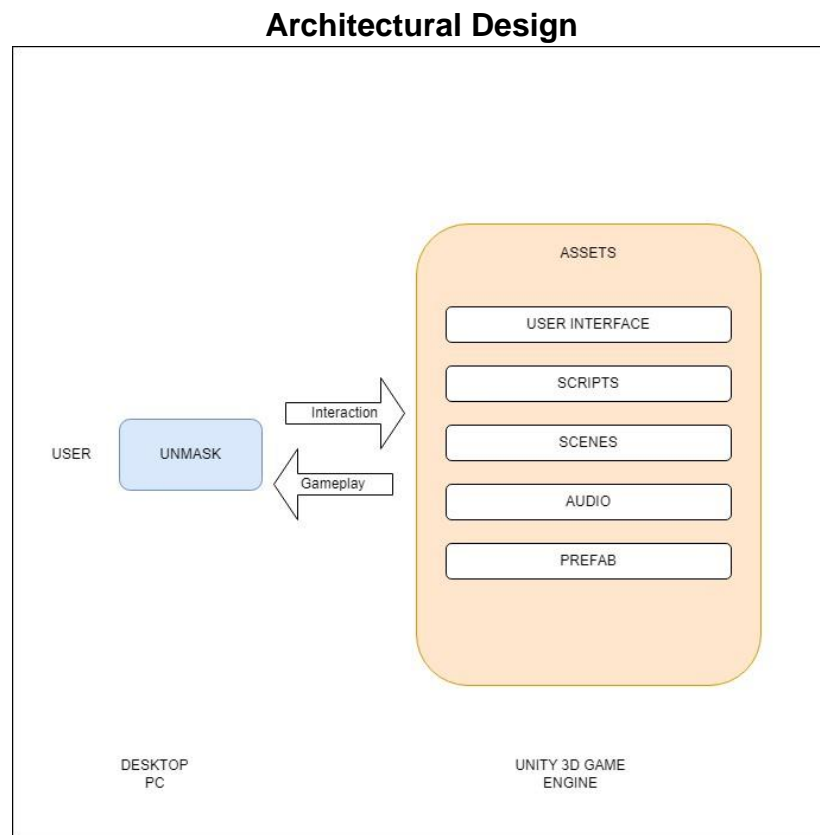 Architectural Design
ASSETS
USER INTERFACE
SCRIPTS
Interaction
SCENES
USER
UNMASK
Gameplay
AUDIO
PREFAB
DESKTOP
PC
UNITY 3D GAME
ENGINE